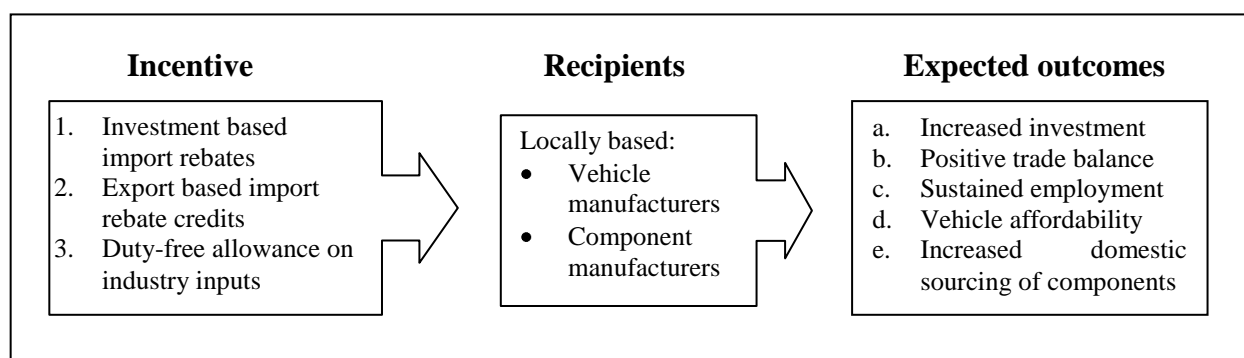 Incentive
1. Investment based
import rebates
2. Export based import
rebate credits
3. Duty-free allowance on
industry inputs
Recipients
Locally based:
• Vehicle
manufacturers
• Component
manufacturers
Expected outcomes
a. Increased investment
b. Positive trade balance
c. Sustained employment
d. Vehicle affordability
e. Increased domestic
sourcing of components